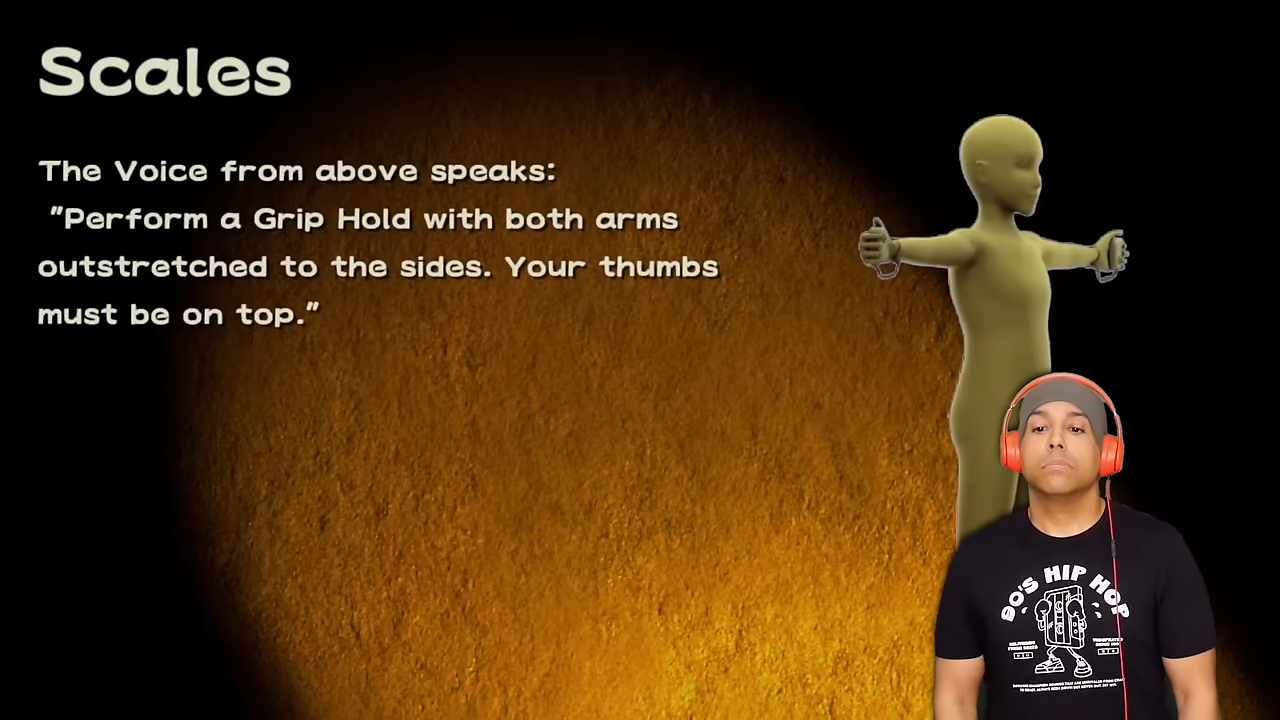 Scales
The Voice from above speaks:
"Perform a Grip Hold with both arms
outstretched to the sides. Your thumbs
must be on top."
90'S HIP HOP